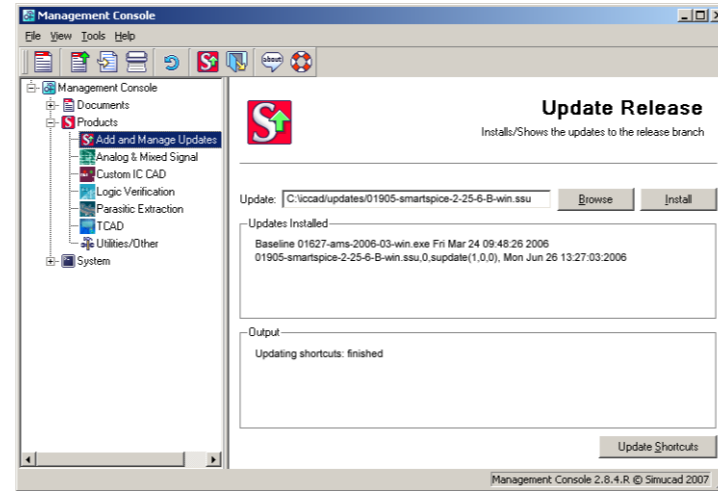 Management Console
File View Tools Help
about
Management Console
Documents
Products
Add and Manage Updates
Analog & Mixed Signal
Custom IC CAD
Logic Verification
Parasitic Extraction
TCAD
Utilities/Other
System
Update Release
Installs/Shows the updates to the release branch
Update: C:\iccad/updates/01905-smartspice-2-25-6-B-win.ssu Browse Install
Updates Installed
Baseline 01627-ams-2006-03-win.exe Fri Mar 24 09:48:26 2006
01905-smartspice-2-25-6-B-win.ssu,0,supdate(1,0,0), Mon Jun 26 13:27:03:2006
Output
Updating shortcuts: finished
Update Shortcuts
Management Console 2.8.4.R © Simucad 2007